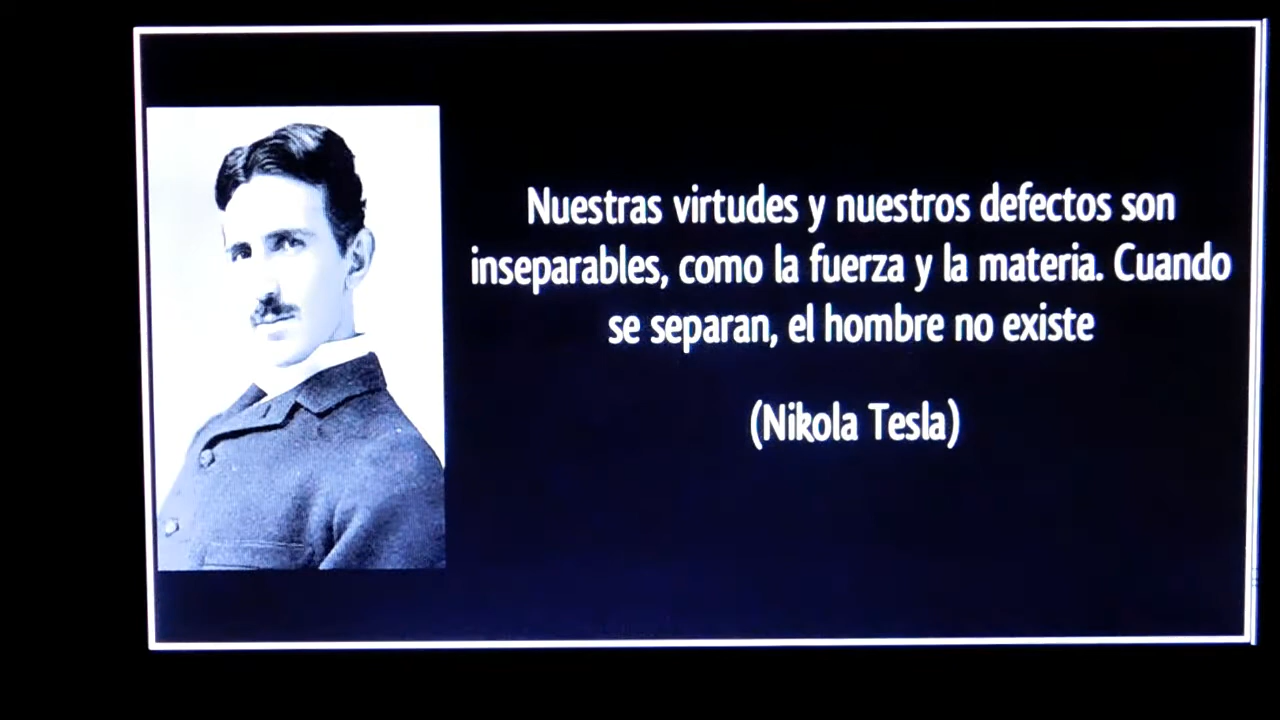 Nuestras virtudes y nuestros defectos son
inseparables, como la fuerza y la materia. Cuando
se separan, el hombre no existe
(Nikola Tesla)